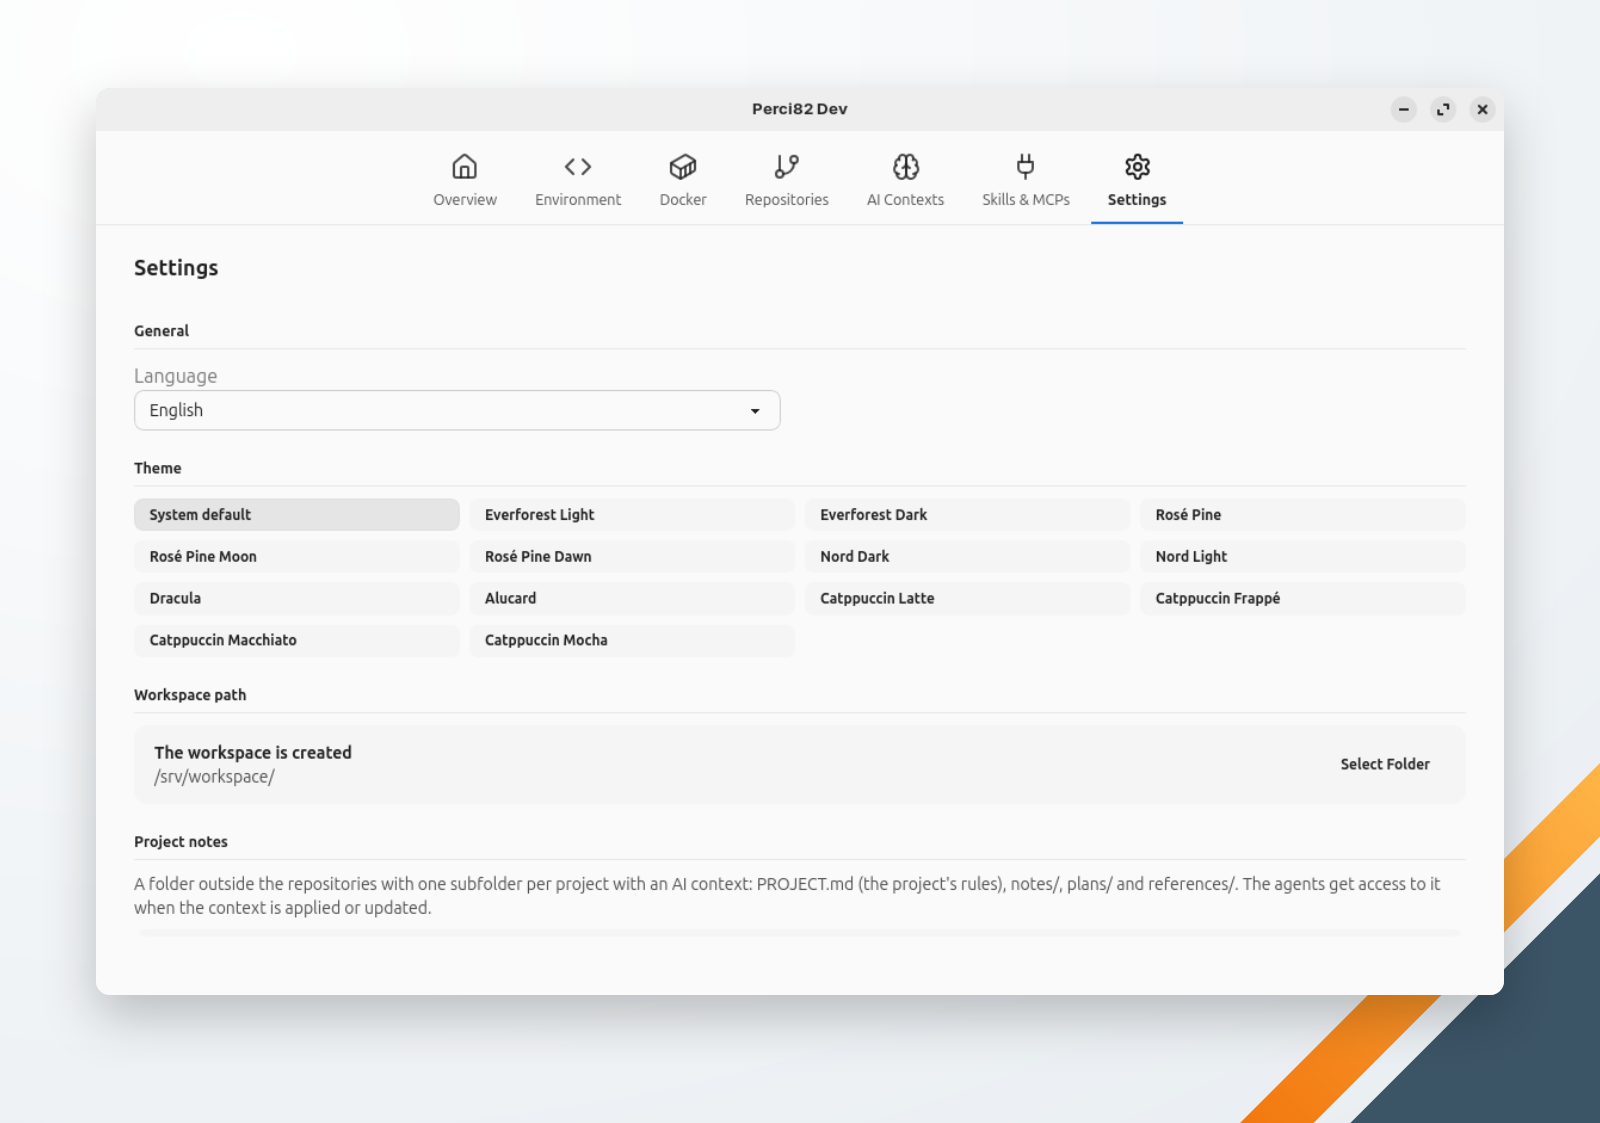 Perci82 Dev
Overview
Environment
Docker
Repositories
AI Contexts
Skills & MCPs
Settings
Settings
General
Language
English
Theme
System default
Everforest Light
Everforest Dark
Rosé Pine
Rosé Pine Moon
Rosé Pine Dawn
Nord Dark
Nord Light
Dracula
Alucard
Catppuccin Latte
Catppuccin Frappé
Catppuccin Macchiato
Catppuccin Mocha
Workspace path
The workspace is created
/srv/workspace/
Select Folder
Project notes
A folder outside the repositories with one subfolder per project with an AI context: PROJECT.md (the project's rules), notes/, plans/ and references/. The agents get access to it
when the context is applied or updated.